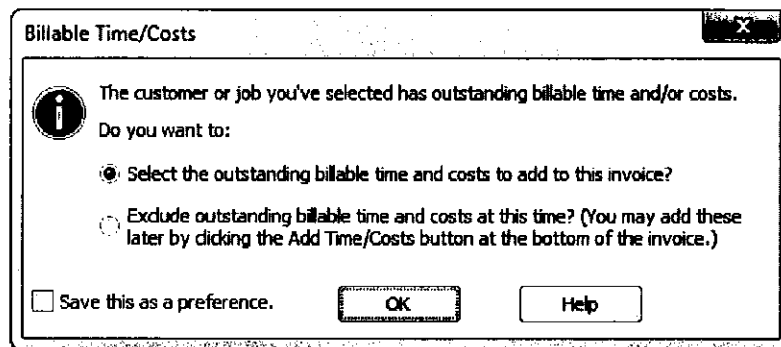 Billable Time/Costs
X
The customer or job you've selected has outstanding billable time and/or costs.
Do you want to:
Select the outstanding billable time and costs to add to this invoice?
Exclude outstanding billable time and costs at this time? (You may add these
later by clicking the Add Time/Costs button at the bottom of the invoice.)
Save this as a preference.
OK
Help